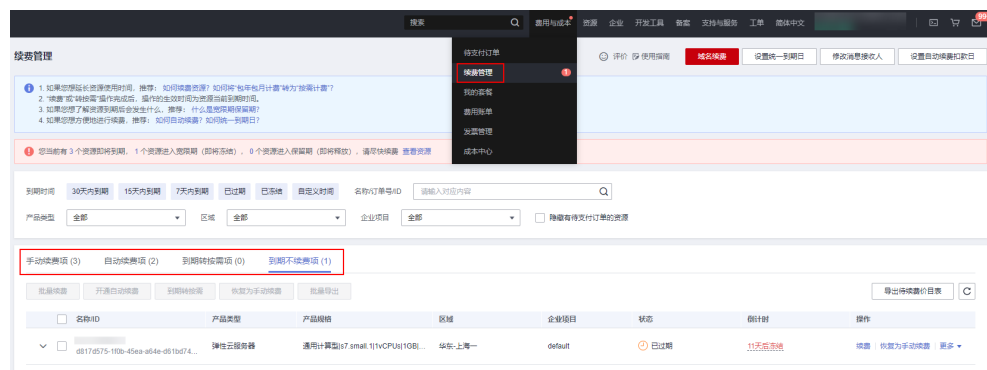 搜索 费用与成本 资源 企业 开发工具 备案 支持与服务 工单 简体中文 99
续费管理
待支付订单
续费管理 1
我的套餐
费用账单
发票管理
成本中心
评价 使用指南 域名续费 设置统一到期日 修改消息接收人 设置自动续费扣款日
1. 如果您想延长资源使用时间，推荐： 如何续费资源? 如何将“包年包月计费”转为“按需计费”?
2. “续费”或“转按需”操作完成后，操作的生效时间为资源当前到期时间。
3. 如果您想了解资源到期后会发生什么，推荐： 什么是宽限期保留期?
4. 如果您想方便地进行续费，推荐： 如何自动续费? 如何统一到期日?
您当前有 3 个资源即将到期， 1 个资源进入宽限期（即将冻结），0 个资源进入保留期（即将释放），请尽快续费 查看资源
到期时间 30天内到期 15天内到期 7天内到期 已过期 已冻结 自定义时间 名称/订单号/ID 请输入对应内容
产品类型 全部 区域 全部 企业项目 全部 隐藏有待支付订单的资源
手动续费项 (3) 自动续费项 (2) 到期转按需项 (0) 到期不续费项 (1)
批量续费 开通自动续费 到期转按需 恢复为手动续费 批量导出 导出待续费价目表
名称/ID 产品类型 产品规格 区域 企业项目 状态 倒计时 操作
d817d575-1f0b-45ea-a64e-d61bd74... 弹性云服务器 通用计算型|s7.small.1|1vCPUs|1GB|... 华东-上海一 default 已过期 11天后冻结 续费 恢复为手动续费 更多